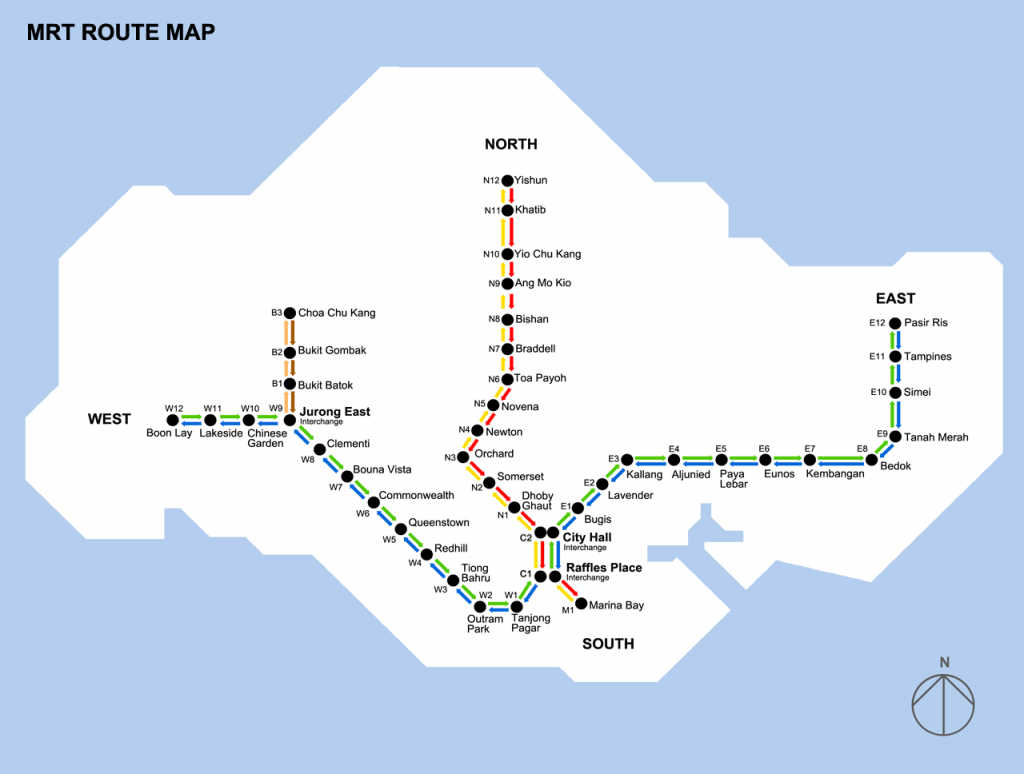 MRT ROUTE MAP
NORTH
N12 Yishun
N11 Khatib
N10 Yio Chu Kang
N9 Ang Mo Kio
N8 Bishan
N7 Braddell
N6 Toa Payoh
N5 Novena
N4 Newton
N3 Orchard
N2 Somerset
N1 Dhoby
Ghaut
EAST
E12 Pasir Ris
E11 Tampines
E10 Simei
E9 Tanah Merah
E8 Bedok
E7 Kembangan
E6 Eunos
E5 Paya
Lebar
E4 Aljunied
E3 Kallang
E2 Lavender
E1 Bugis
C2 City Hall
Interchange
C1 Raffles Place
Interchange
M1 Marina Bay
SOUTH
B3 Choa Chu Kang
B2 Bukit Gombak
B1 Bukit Batok
WEST
W12 Boon Lay
W11 Lakeside
W10 Chinese
Garden
W9 Jurong East
Interchange
W8 Clementi
W7 Bouna Vista
W6 Commonwealth
W5 Queenstown
W4 Redhill
W3 Tiong
Bahru
W2 Outram
Park
W1 Tanjong
Pagar
N